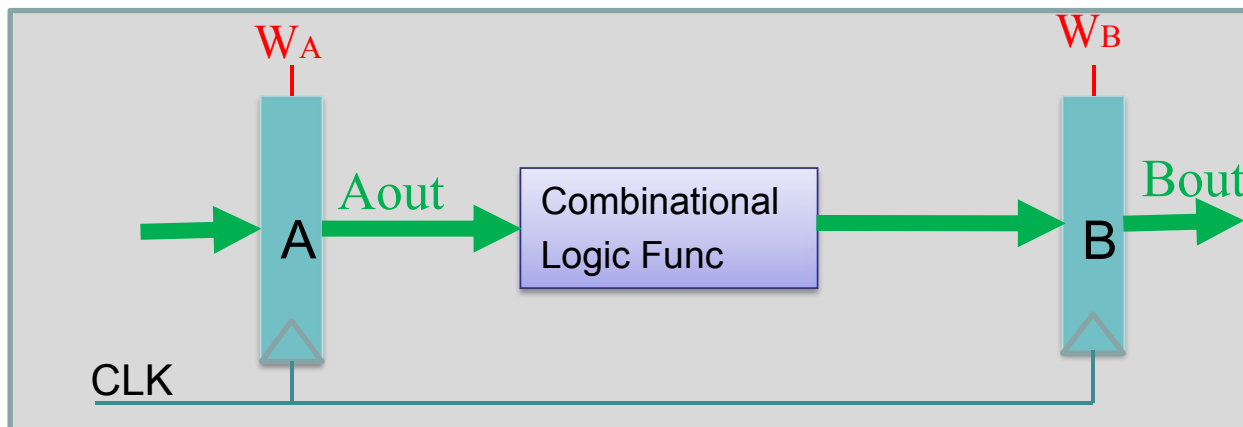 WA
WB
Aout
Combinational
Logic Func
Bout
A
B
CLK